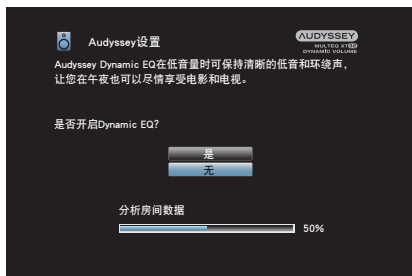 Audyssey设置
AUDYSSEY
MULTEQ XT32
DYNAMIC VOLUME
Audyssey Dynamic EQ在低音量时可保持清晰的低音和环绕声，
让您在午夜也可以尽情享受电影和电视。
是否开启Dynamic EQ?
是
无
分析房间数据
50%